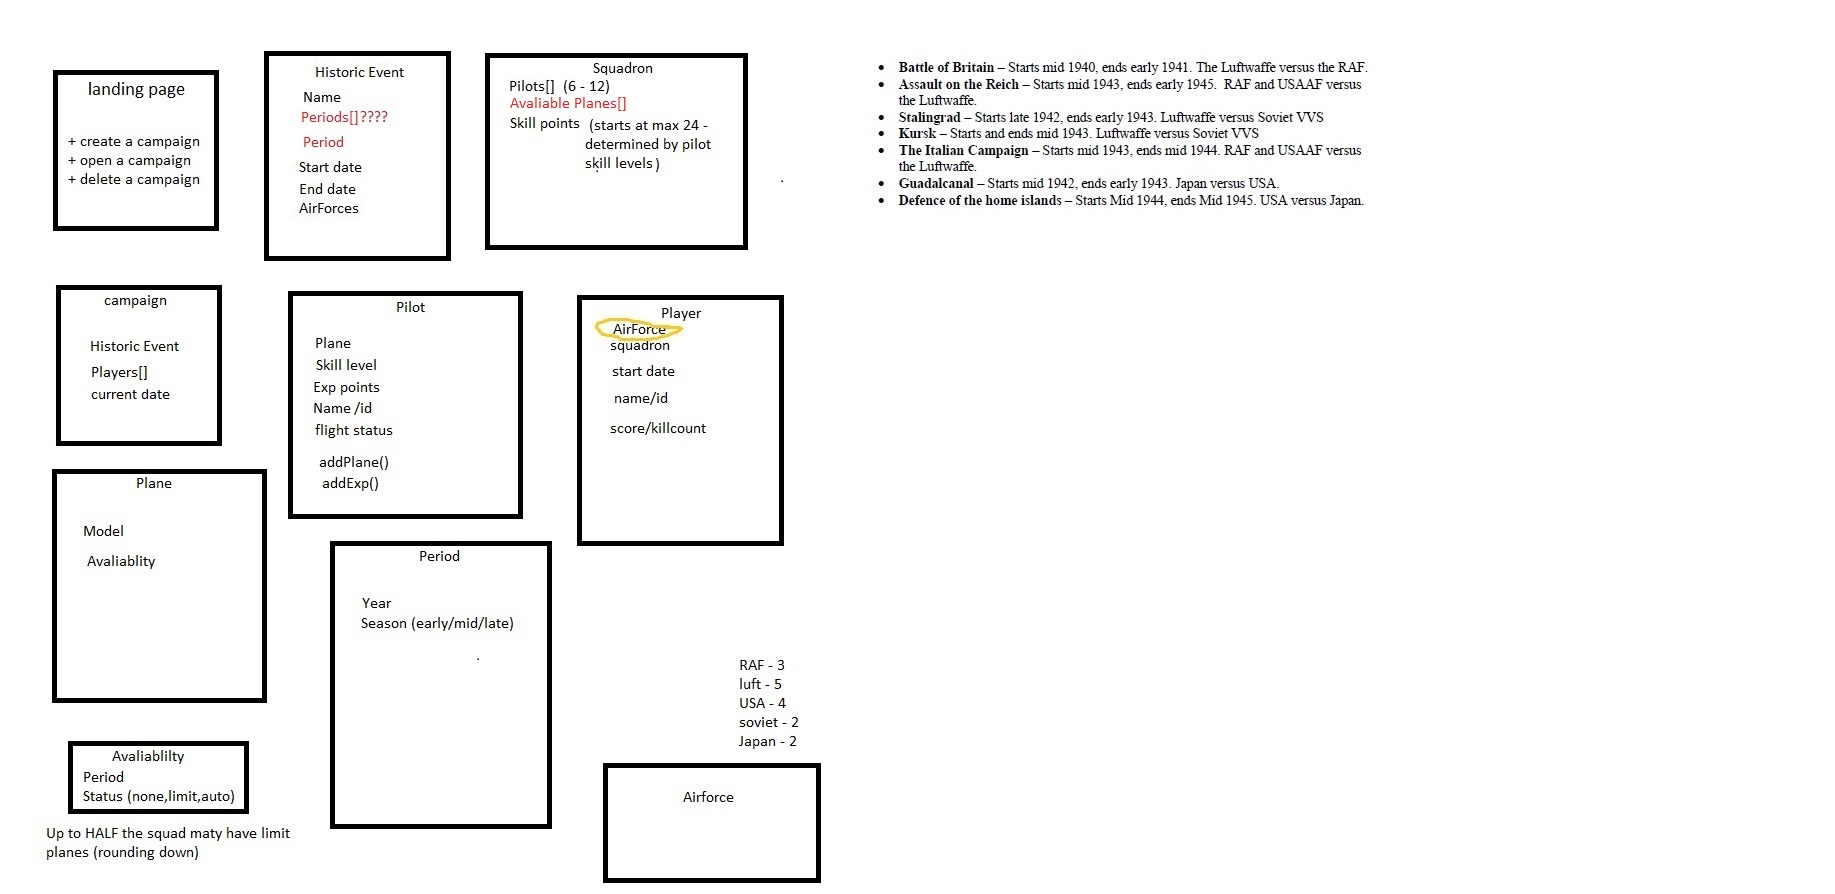 landing page
+ create a campaign
+ open a campaign
+ delete a campaign
Historic Event
Name
Periods[]????
Period
Start date
End date
AirForces
Squadron
Pilots[] (6 - 12)
Avaliable Planes[]
Skill points (starts at max 24 -
determined by pilot
skill levels)
• Battle of Britain – Starts mid 1940, ends early 1941. The Luftwaffe versus the RAF.
• Assault on the Reich – Starts mid 1943, ends early 1945. RAF and USAAF versus
the Luftwaffe.
• Stalingrad – Starts late 1942, ends early 1943. Luftwaffe versus Soviet VVS
• Kursk – Starts and ends mid 1943. Luftwaffe versus Soviet VVS
• The Italian Campaign – Starts mid 1943, ends mid 1944. RAF and USAAF versus
the Luftwaffe.
• Guadalcanal – Starts mid 1942, ends early 1943. Japan versus USA.
• Defence of the home islands – Starts Mid 1944, ends Mid 1945. USA versus Japan.
campaign
Historic Event
Players[]
current date
Pilot
Plane
Skill level
Exp points
Name /id
flight status
addPlane()
addExp()
Player
AirForce
squadron
start date
name/id
score/killcount
Plane
Model
Avaliablity
Period
Year
Season (early/mid/late)
RAF - 3
luft - 5
USA - 4
soviet - 2
Japan - 2
Avaliablilty
Period
Status (none,limit,auto)
Up to HALF the squad maty have limit
planes (rounding down)
Airforce